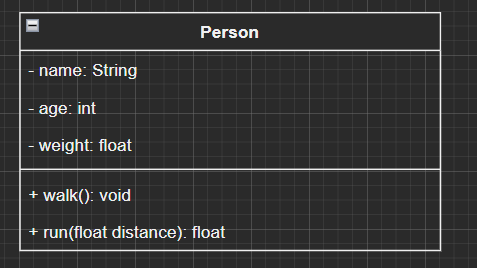 Person
- name: String
- age: int
- weight: float
+ walk(): void
+ run(float distance): float